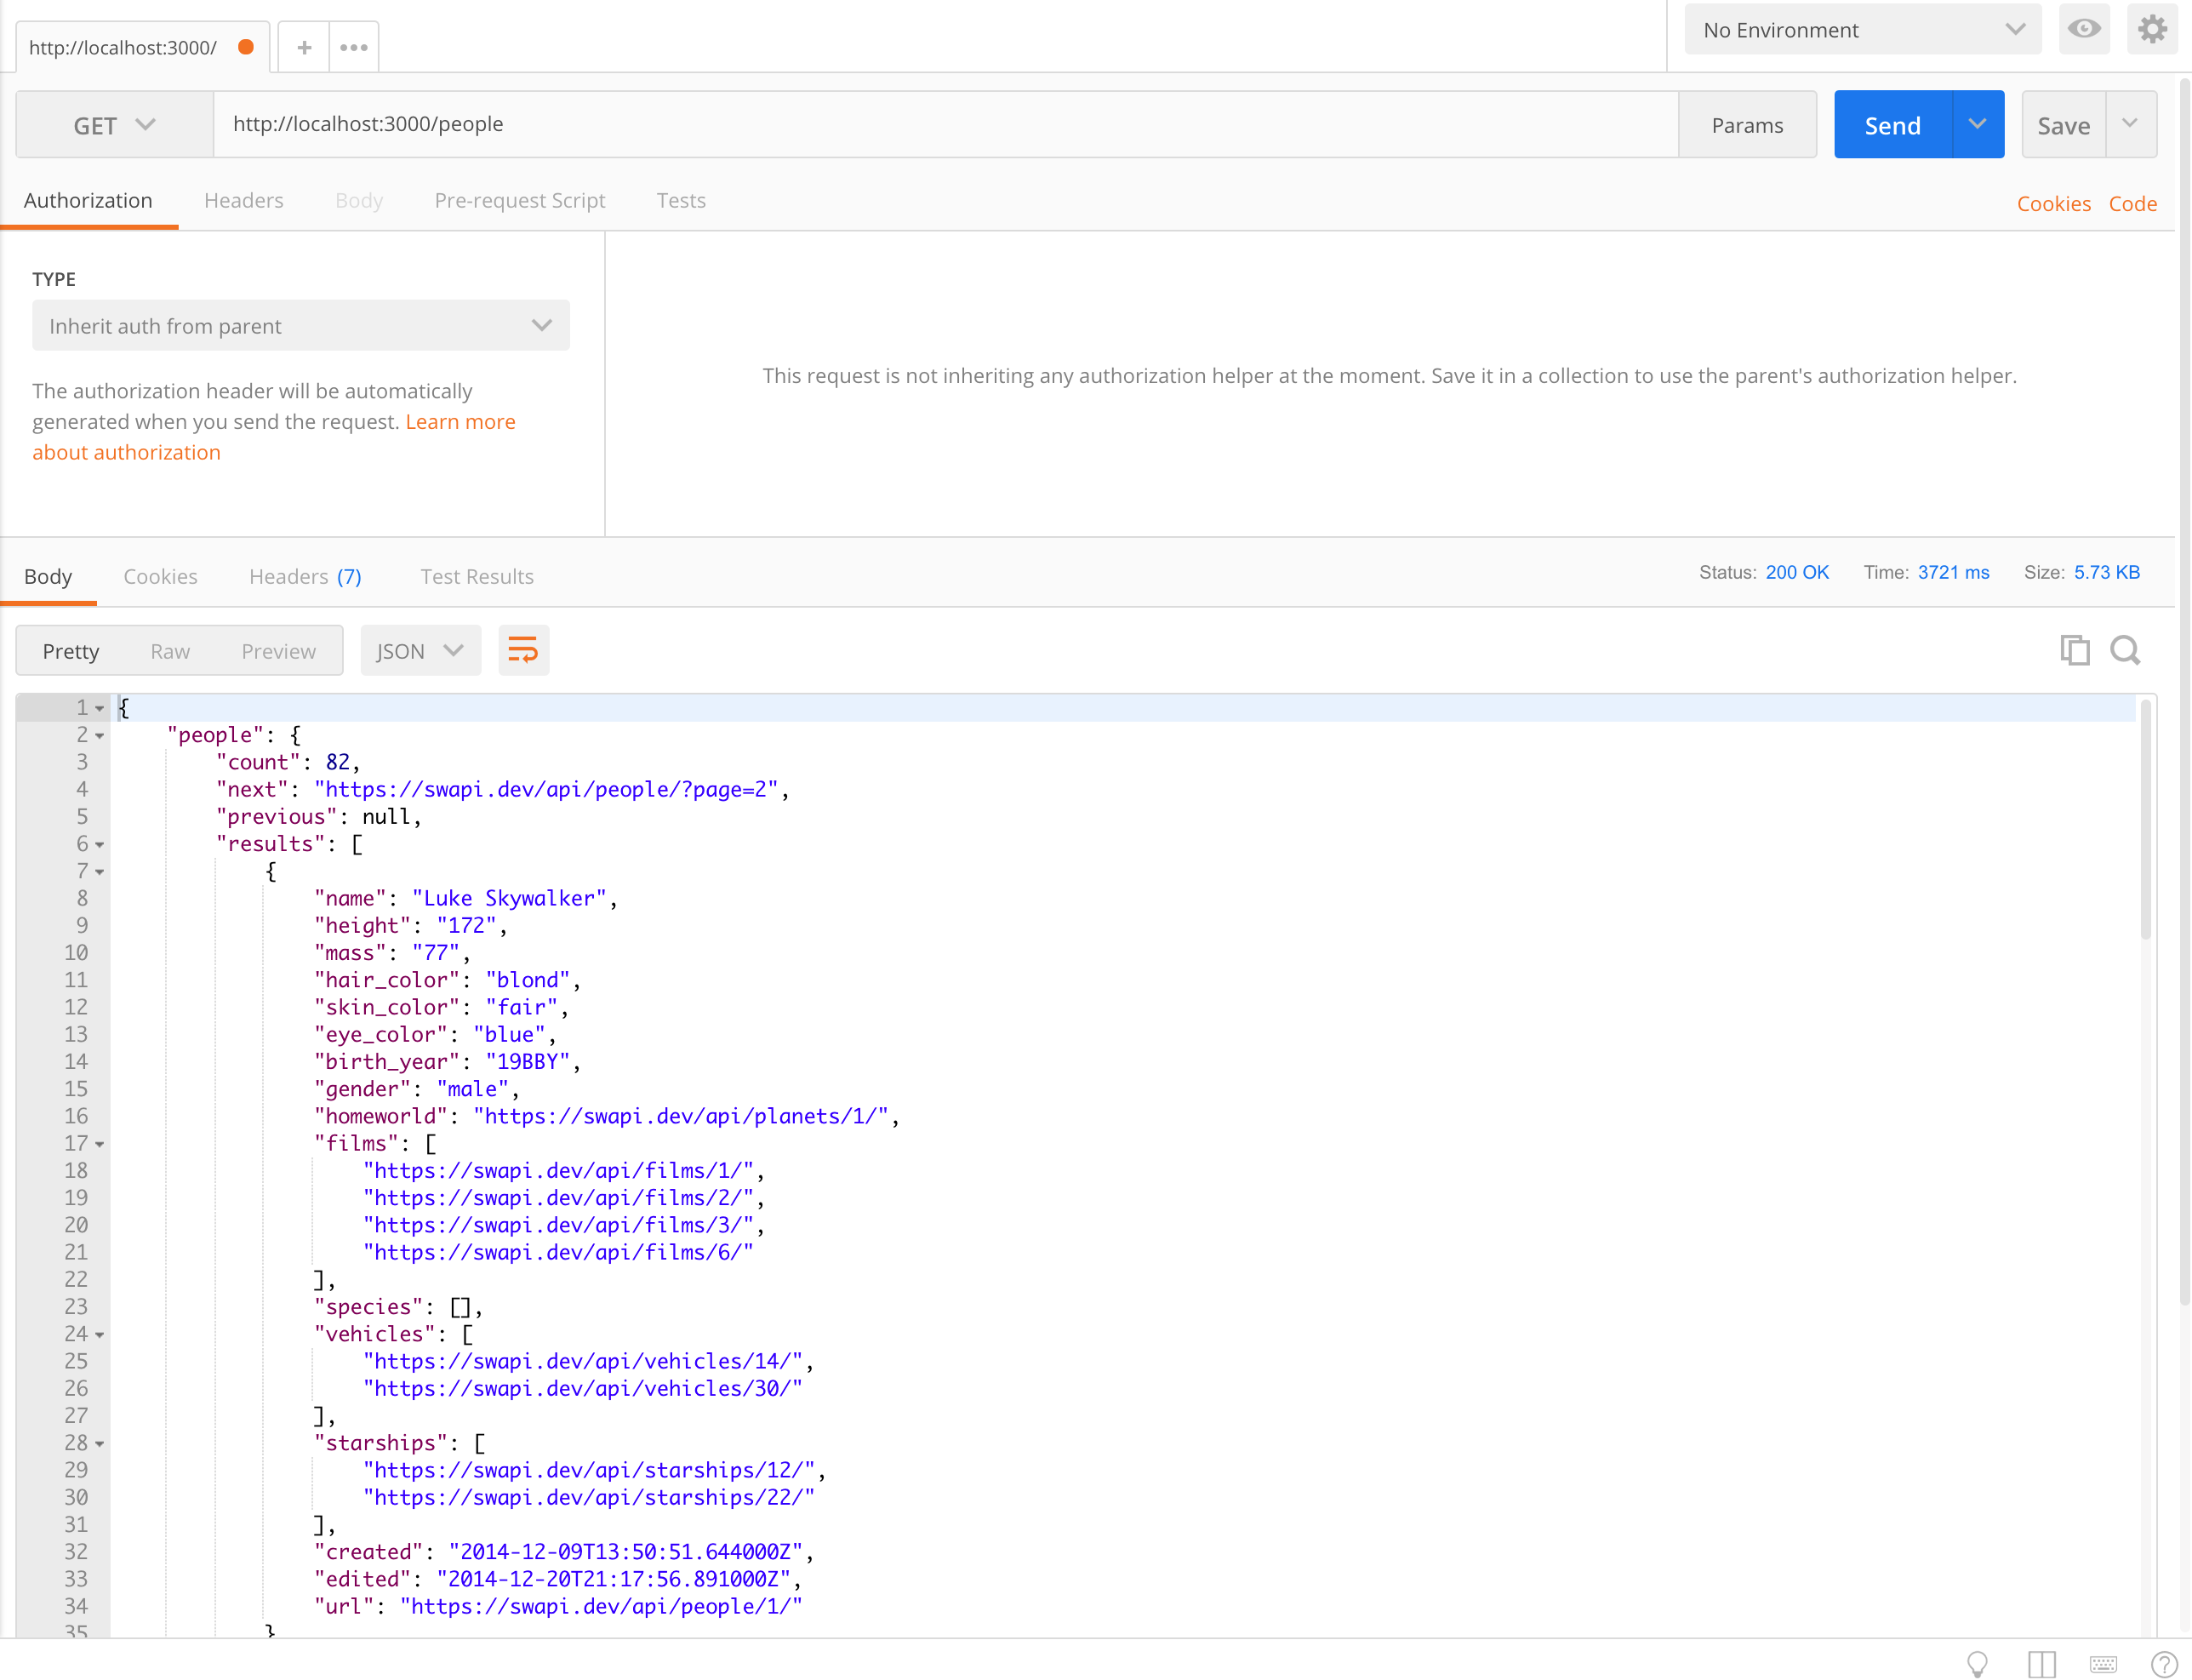 http://localhost:3000/
No Environment
GET
http://localhost:3000/people
Params
Send
Save
Authorization
Headers
Body
Pre-request Script
Tests
Cookies
Code
TYPE
Inherit auth from parent
The authorization header will be automatically
generated when you send the request. Learn more
about authorization
This request is not inheriting any authorization helper at the moment. Save it in a collection to use the parent's authorization helper.
Body
Cookies
Headers (7)
Test Results
Status: 200 OK
Time: 3721 ms
Size: 5.73 KB
Pretty
Raw
Preview
JSON
1 {
2 "people": {
3 "count": 82,
4 "next": "https://swapi.dev/api/people/?page=2",
5 "previous": null,
6 "results": [
7 {
8 "name": "Luke Skywalker",
9 "height": "172",
10 "mass": "77",
11 "hair_color": "blond",
12 "skin_color": "fair",
13 "eye_color": "blue",
14 "birth_year": "19BBY",
15 "gender": "male",
16 "homeworld": "https://swapi.dev/api/planets/1/",
17 "films": [
18 "https://swapi.dev/api/films/1/",
19 "https://swapi.dev/api/films/2/",
20 "https://swapi.dev/api/films/3/",
21 "https://swapi.dev/api/films/6/"
22 ],
23 "species": [],
24 "vehicles": [
25 "https://swapi.dev/api/vehicles/14/",
26 "https://swapi.dev/api/vehicles/30/"
27 ],
28 "starships": [
29 "https://swapi.dev/api/starships/12/",
30 "https://swapi.dev/api/starships/22/"
31 ],
32 "created": "2014-12-09T13:50:51.644000Z",
33 "edited": "2014-12-20T21:17:56.891000Z",
34 "url": "https://swapi.dev/api/people/1/"
35 }